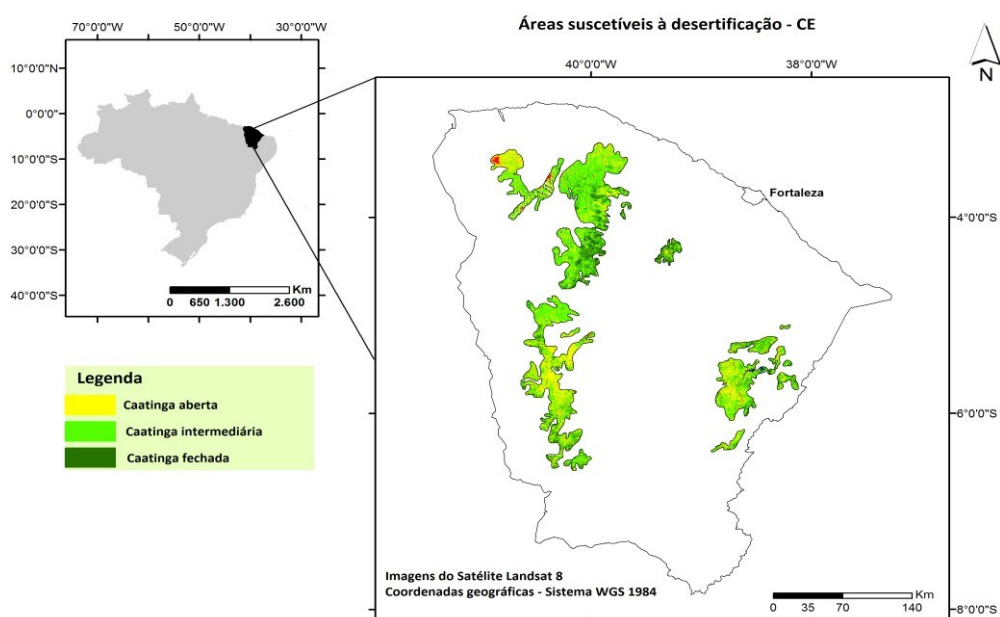 Áreas suscetíveis à desertificação - CE
70°0'0"W 50°0'0"W 30°0'0"W
10°0'0"N
0°0'0"
10°0'0"S
20°0'0"S
30°0'0"S
40°0'0"S
Km
0 650 1.300 2.600
40°0'0"W 38°0'0"W
N
Fortaleza
4°0'0"S
6°0'0"S
8°0'0"S
Legenda
Caatinga aberta
Caatinga intermediária
Caatinga fechada
Imagens do Satélite Landsat 8
Coordenadas geográficas - Sistema WGS 1984
Km
0 35 70 140